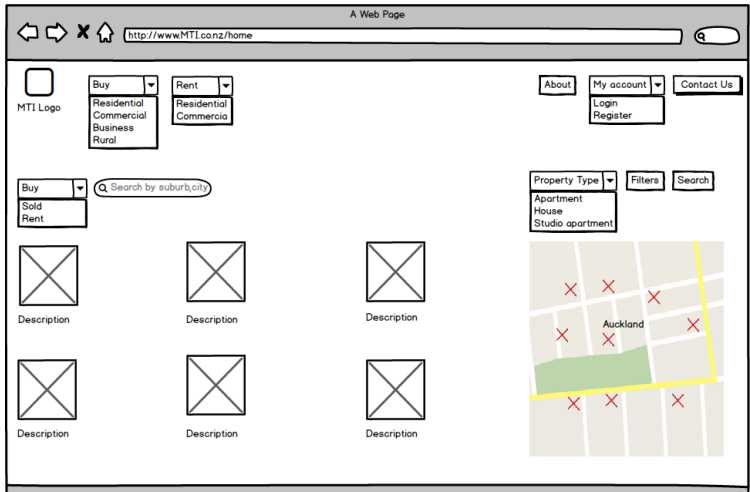 A Web Page
http://www.MTI.co.nz/home
MTI Logo
Buy
Residential
Commercial
Business
Rural
Rent
Residential
Commercia
About
My account
Login
Register
Contact Us
Buy
Sold
Rent
Search by suburb,city
Property Type
Apartment
House
Studio apartment
Filters
Search
Description
Description
Description
Auckland
Description
Description
Description